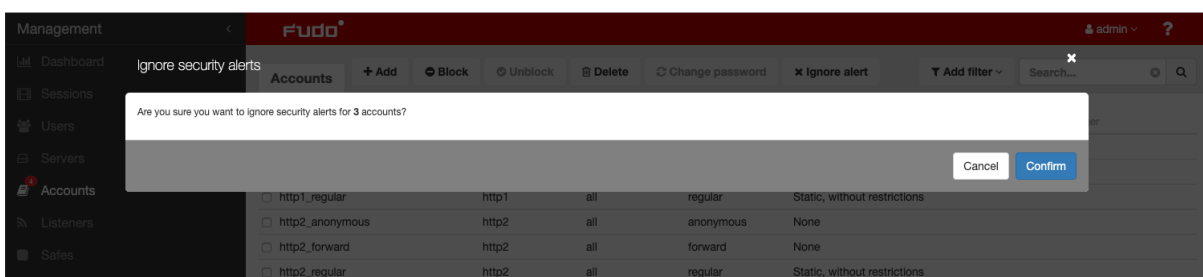 Management <
FUDO
admin
?
Dashboard
Ignore security alerts
Accounts
+ Add
Block
Unblock
Delete
Change password
× Ignore alert
Add filter
Search...
Sessions
Are you sure you want to ignore security alerts for 3 accounts?
Users
Servers
Cancel
Confirm
Accounts
http1_regular http1 all regular Static, without restrictions
Listeners
http2_anonymous http2 all anonymous None
Safes
http2_forward http2 all forward None
http2_regular http2 all regular Static, without restrictions